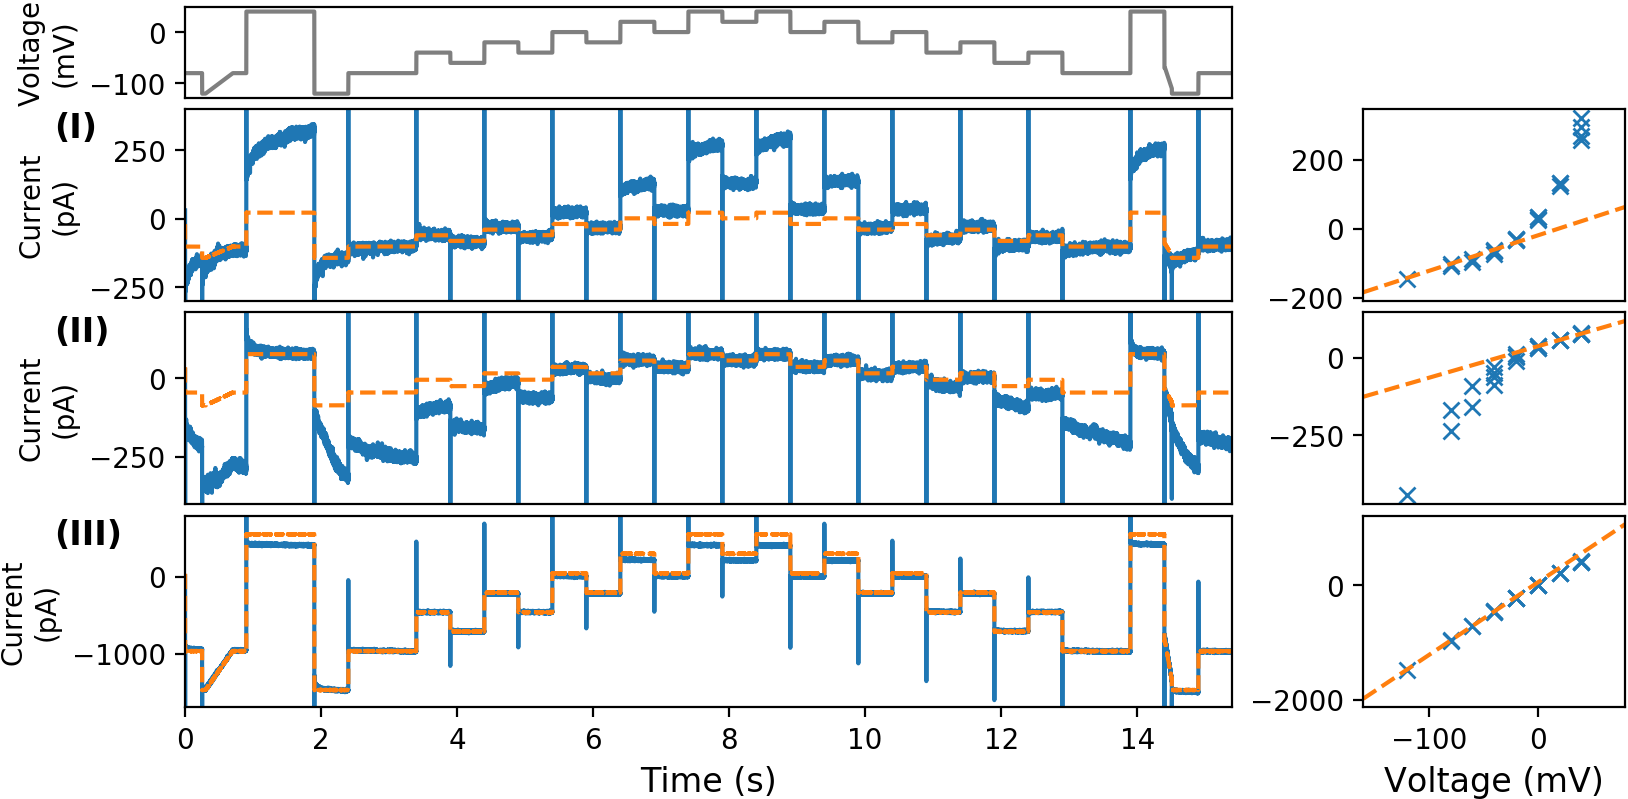 Voltage
(mV)
0
−100
(I)
Current
(pA)
250
0
−250
200
0
−200
(II)
Current
(pA)
0
−250
0
−250
(III)
Current
(pA)
0
−1000
0
−2000
0 2 4 6 8 10 12 14
−100 0
Time (s)
Voltage (mV)